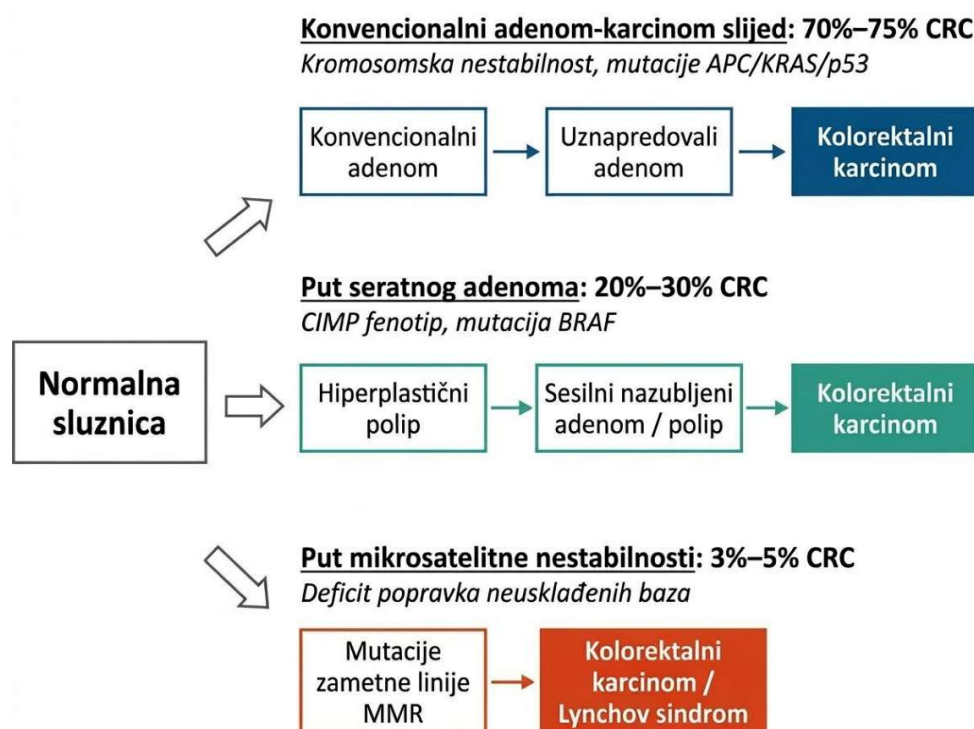 Konvencionalni adenom-karcinom slijed: 70%–75% CRC
Kromosomska nestabilnost, mutacije APC/KRAS/p53
Konvencionalni
adenom
Uznapredovali
adenom
Kolorektalni
karcinom
Put seratnog adenoma: 20%–30% CRC
CIMP fenotip, mutacija BRAF
Normalna
sluznica
Hiperplastični
polip
Sesilni nazubljeni
adenom / polip
Kolorektalni
karcinom
Put mikrosatelitne nestabilnosti: 3%–5% CRC
Deficit popravka neusklađenih baza
Mutacije
zametne linije
MMR
Kolorektalni
karcinom /
Lynchov sindrom